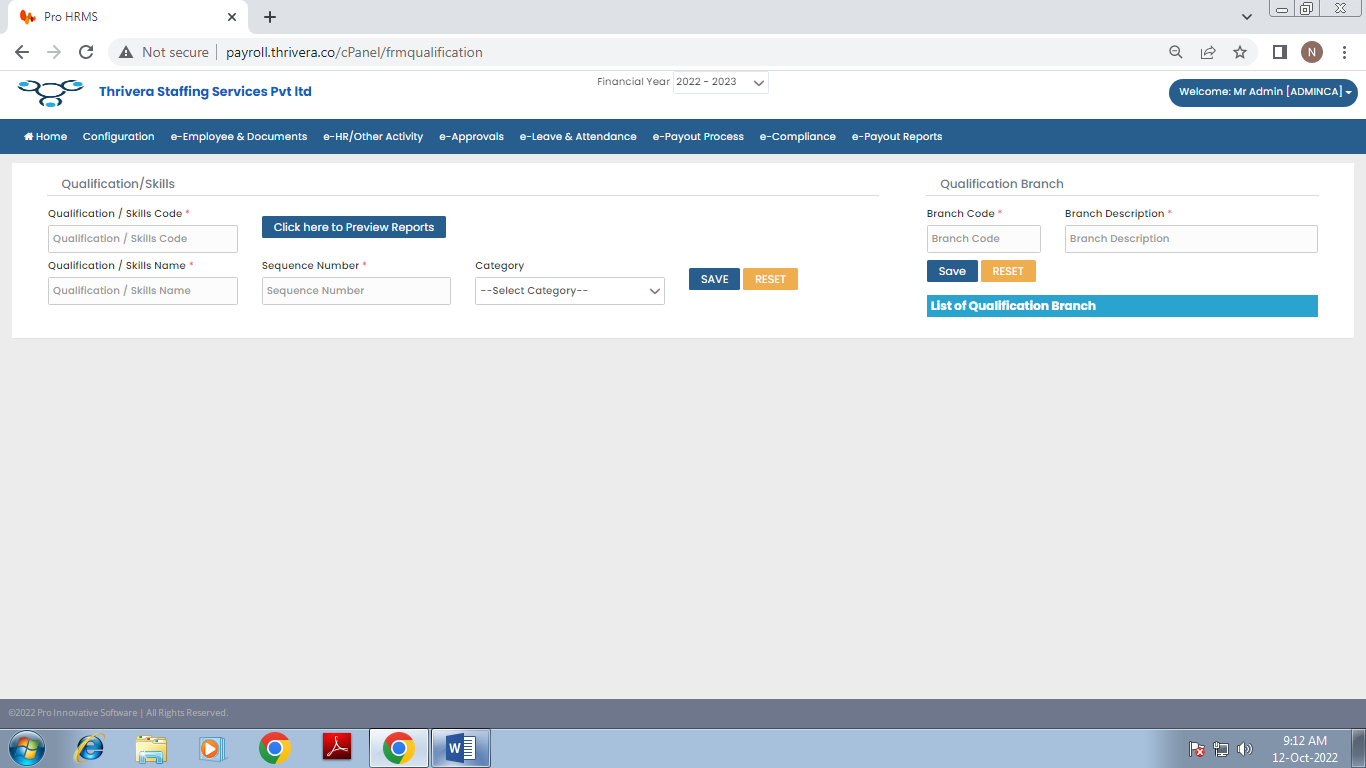 Pro HRMS
Not secure
payroll.thrivera.co/cPanel/frmqualification
N
Thrivera Staffing Services Pvt ltd
Financial Year 2022 - 2023
Welcome: Mr Admin [ADMINCA]
Home Configuration e-Employee & Documents e-HR/Other Activity e-Approvals e-Leave & Attendance e-Payout Process e-Compliance e-Payout Reports
Qualification/Skills
Qualification / Skills Code *
Qualification / Skills Code
Click here to Preview Reports
Qualification / Skills Name *
Qualification / Skills Name
Sequence Number *
Sequence Number
Category
--Select Category--
SAVE RESET
Qualification Branch
Branch Code *
Branch Code
Branch Description *
Branch Description
Save RESET
List of Qualification Branch
©2022 Pro Innovative Software | All Rights Reserved.
W
9:12 AM
12-Oct-2022